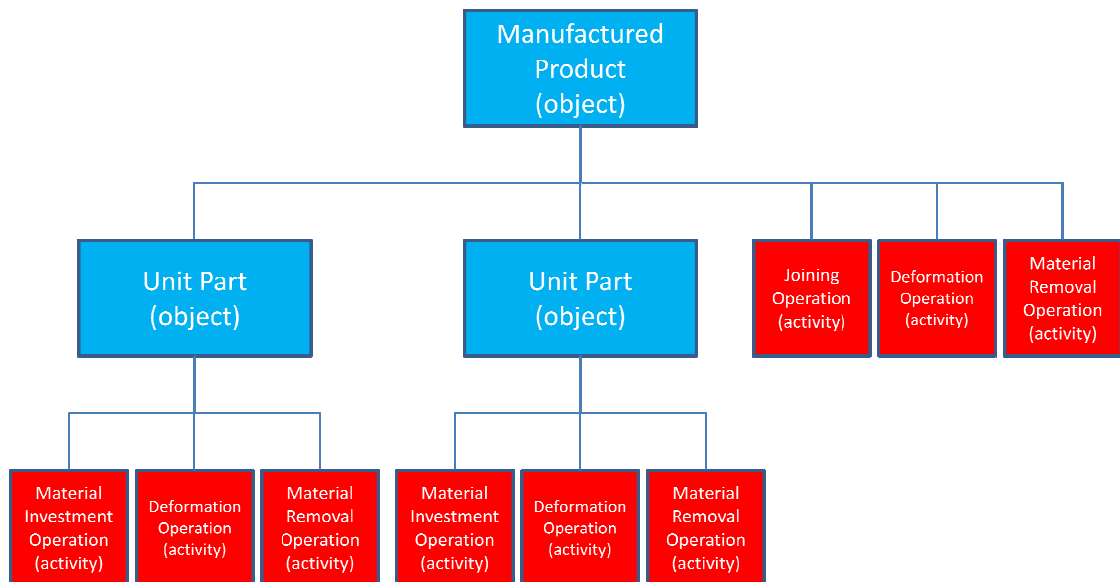 Manufactured
Product
(object)
Unit Part
(object)
Unit Part
(object)
Joining
Operation
(activity)
Deformation
Operation
(activity)
Material
Removal
Operation
(activity)
Material
Investment
Operation
(activity)
Deformation
Operation
(activity)
Material
Removal
Operation
(activity)
Material
Investment
Operation
(activity)
Deformation
Operation
(activity)
Material
Removal
Operation
(activity)